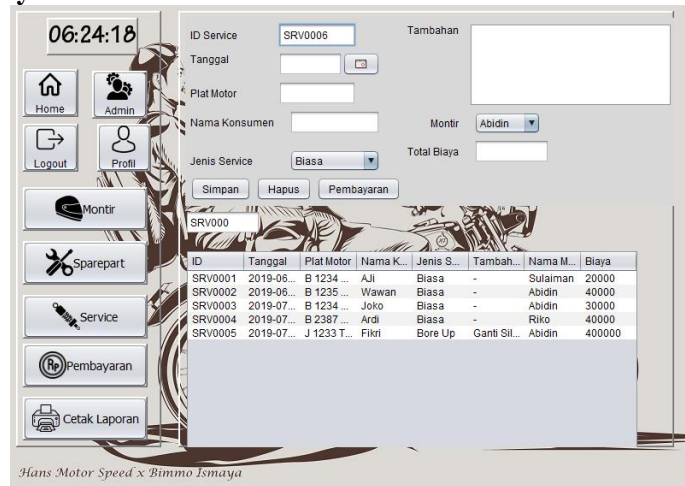 06:24:18
Home
Admin
Logout
Profil
Montir
Sparepart
Service
Rp Pembayaran
Cetak Laporan
ID Service SRV0006
Tanggal
Plat Motor
Nama Konsumen
Jenis Service Biasa
Tambahan
Montir Abidin
Total Biaya
Simpan Hapus Pembayaran
SRV000
ID Tanggal Plat Motor Nama K... Jenis S... Tambah... Nama M... Biaya
SRV0001 2019-06... B 1234 ... AJi Biasa - Sulaiman 20000
SRV0002 2019-06... B 1235 ... Wawan Biasa - Abidin 40000
SRV0003 2019-07... B 1234 ... Joko Biasa - Abidin 30000
SRV0004 2019-07... B 2387 ... Ardi Biasa - Riko 40000
SRV0005 2019-07... J 1233 T... Fikri Bore Up Ganti Sil... Abidin 400000
Hans Motor Speed x Bimmo Ismaya